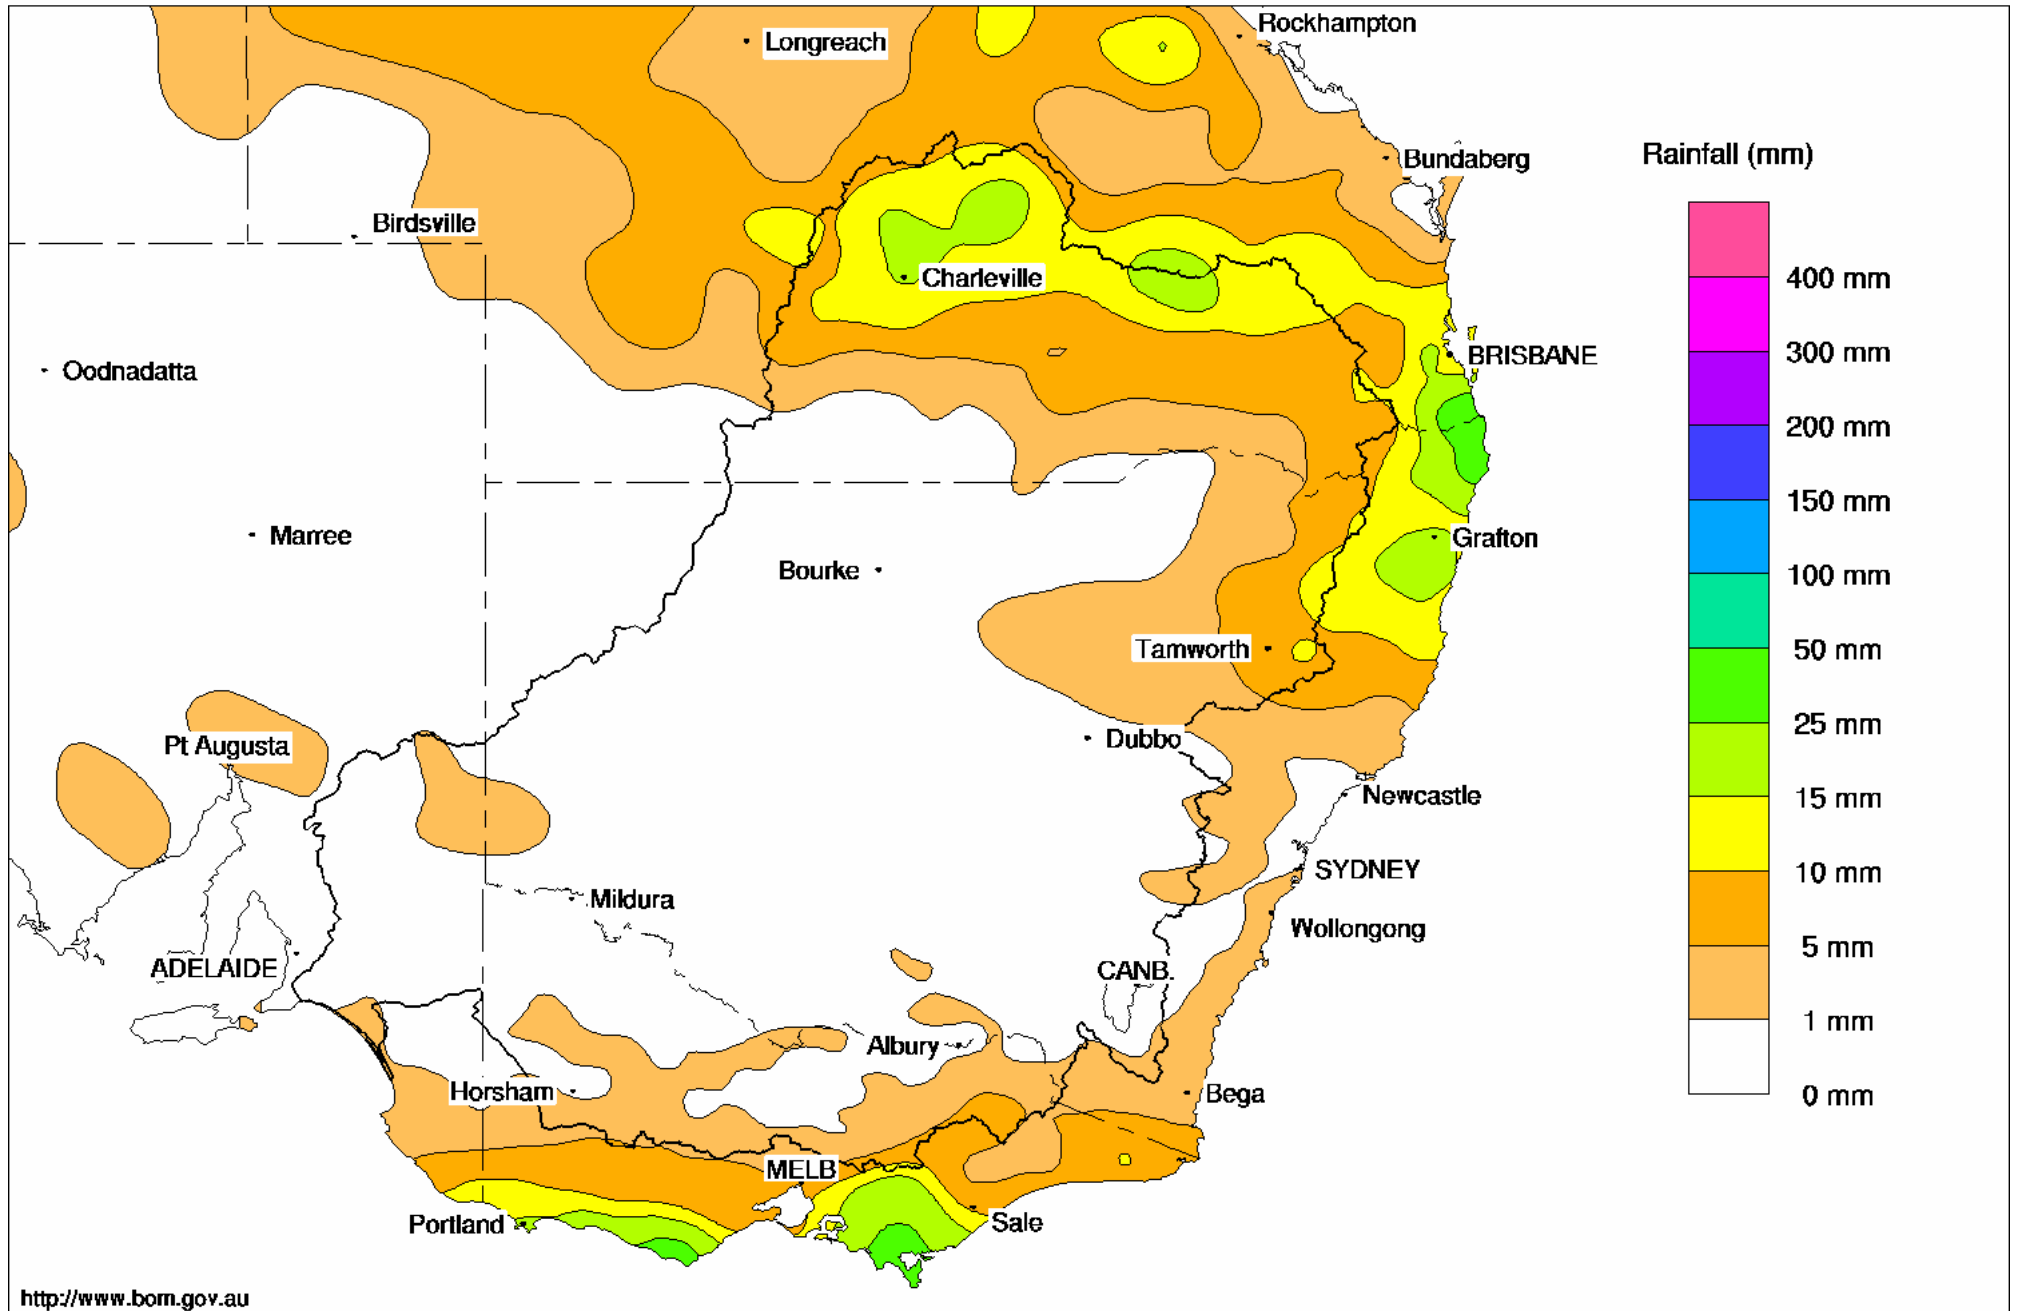 Rockhampton
Longreach
Bundaberg
Rainfall (mm)
Birdsville
Charleville
400 mm
300 mm
BRISBANE
Oodnadatta
200 mm
150 mm
Marree
Grafton
Bourke
100 mm
Tamworth
50 mm
25 mm
Pt Augusta
Dubbo
Newcastle
15 mm
SYDNEY
10 mm
Mildura
Wollongong
5 mm
ADELAIDE
CANB.
1 mm
Albury
Horsham
Bega
0 mm
MELB
Portland
Sale
http://www.bom.gov.au